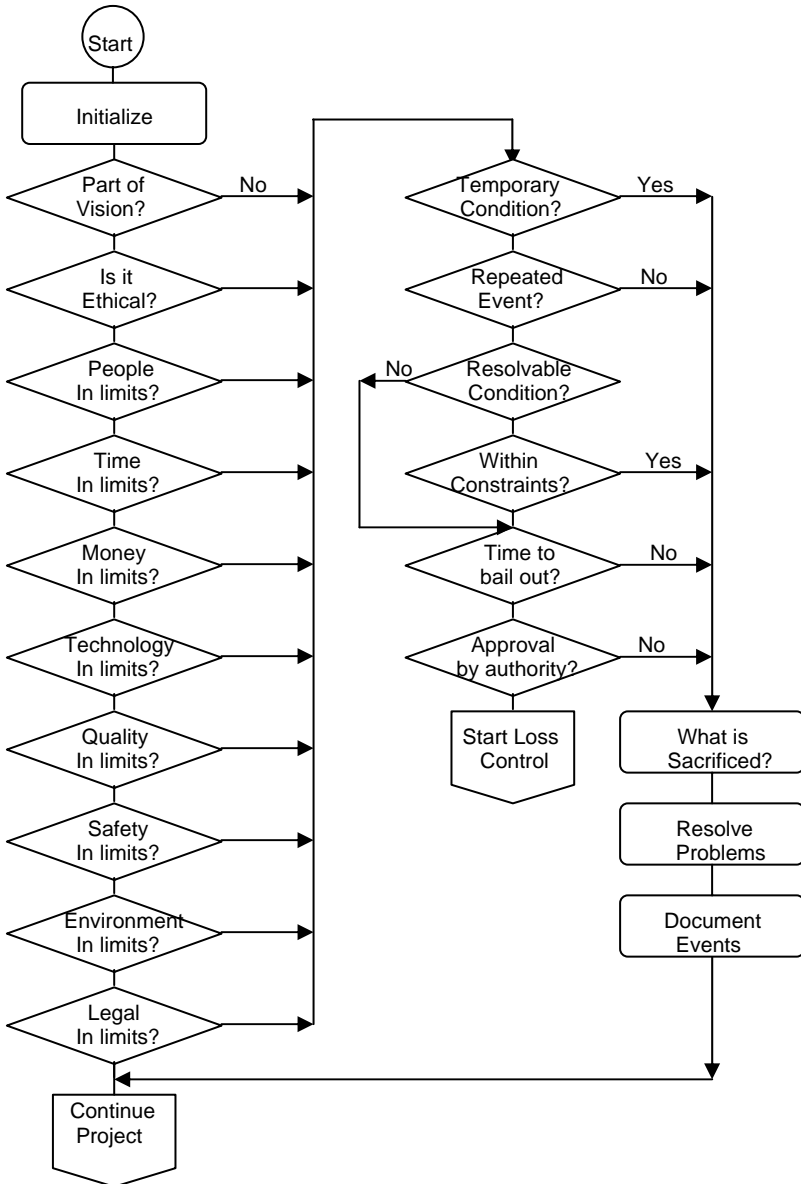 Start
Initialize
Part of
Vision?
No
Is it
Ethical?
People
In limits?
Time
In limits?
Money
In limits?
Technology
In limits?
Quality
In limits?
Safety
In limits?
Environment
In limits?
Legal
In limits?
Continue
Project
Temporary
Condition?
Yes
Repeated
Event?
No
No
Resolvable
Condition?
Within
Constraints?
Yes
Time to
bail out?
No
Approval
by authority?
No
Start Loss
Control
What is
Sacrificed?
Resolve
Problems
Document
Events